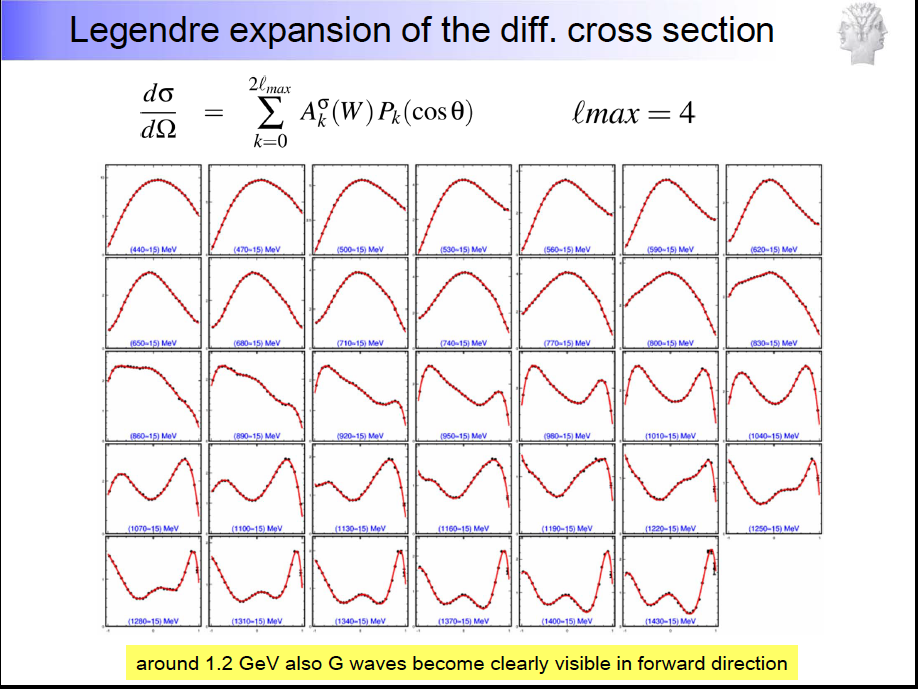 Legendre expansion of the diff. cross section
dσ/dΩ = ∑_{k=0}^{2ℓmax} A_k^σ(W) P_k(cos θ) ℓmax = 4
(440=15) MeV (470=15) MeV (500=15) MeV (530=15) MeV (560=15) MeV (590=15) MeV (620=15) MeV
(650=15) MeV (680=15) MeV (710=15) MeV (740=15) MeV (770=15) MeV (800=15) MeV (830=15) MeV
(860=15) MeV (890=15) MeV (920=15) MeV (950=15) MeV (980=15) MeV (1010=15) MeV (1040=15) MeV
(1070=15) MeV (1100=15) MeV (1130=15) MeV (1160=15) MeV (1190=15) MeV (1220=15) MeV (1250=15) MeV
(1280=15) MeV (1310=15) MeV (1340=15) MeV (1370=15) MeV (1400=15) MeV (1430=15) MeV
around 1.2 GeV also G waves become clearly visible in forward direction